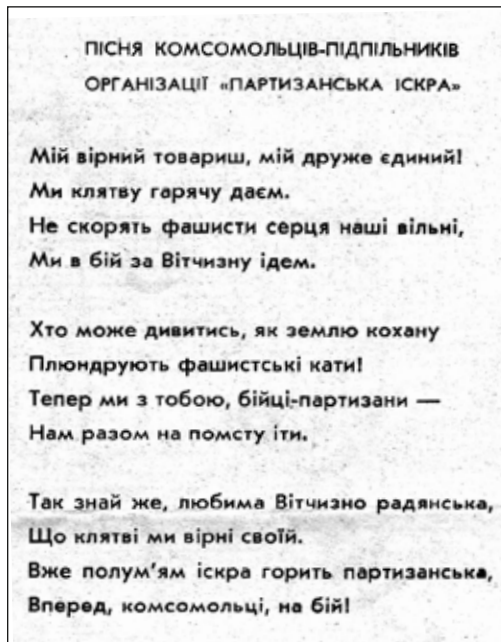 ПІСНЯ КОМСОМОЛЬЦІВ-ПІДПІЛЬНИКІВ
ОРГАНІЗАЦІЇ «ПАРТИЗАНСЬКА ІСКРА»
Мій вірний товариш, мій друже єдиний!
Ми клятву гарячу даєм.
Не скорять фашисти серця наші вільні,
Ми в бій за Вітчизну ідем.
Хто може дивитись, як землю кохану
Плюндрують фашистські кати!
Тепер ми з тобою, бійці-партизани —
Нам разом на помсту іти.
Так знай же, любима Вітчизно радянська,
Що клятві ми вірні своїй.
Вже полум'ям іскра горить партизанська,
Вперед, комсомольці, на бій!